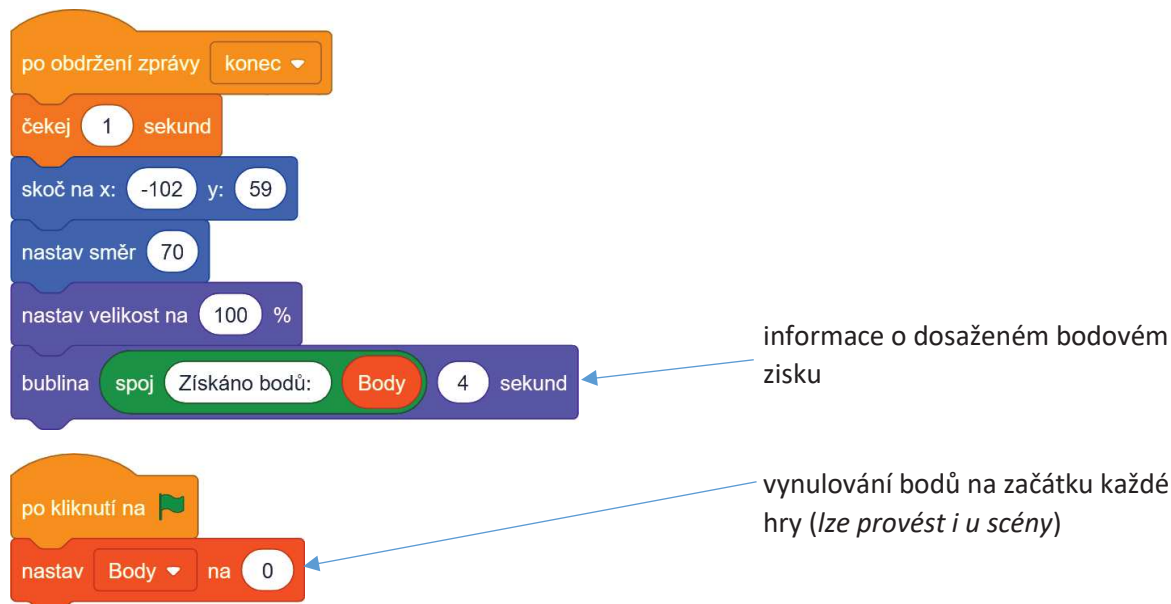 po obdržení zprávy konec
čekej 1 sekund
skoč na x: -102 y: 59
nastav směr 70
nastav velikost na 100 %
bublina spoj Získáno bodů: Body 4 sekund
informace o dosaženém bodovém
zisku
po kliknutí na
nastav Body na 0
vynulování bodů na začátku každé
hry (lze provést i u scény)